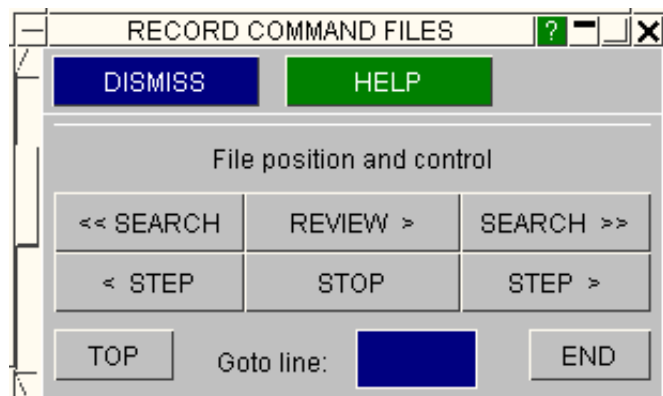 RECORD COMMAND FILES ?
DISMISS HELP
File position and control
<< SEARCH REVIEW > SEARCH >>
< STEP STOP STEP >
TOP Goto line: END